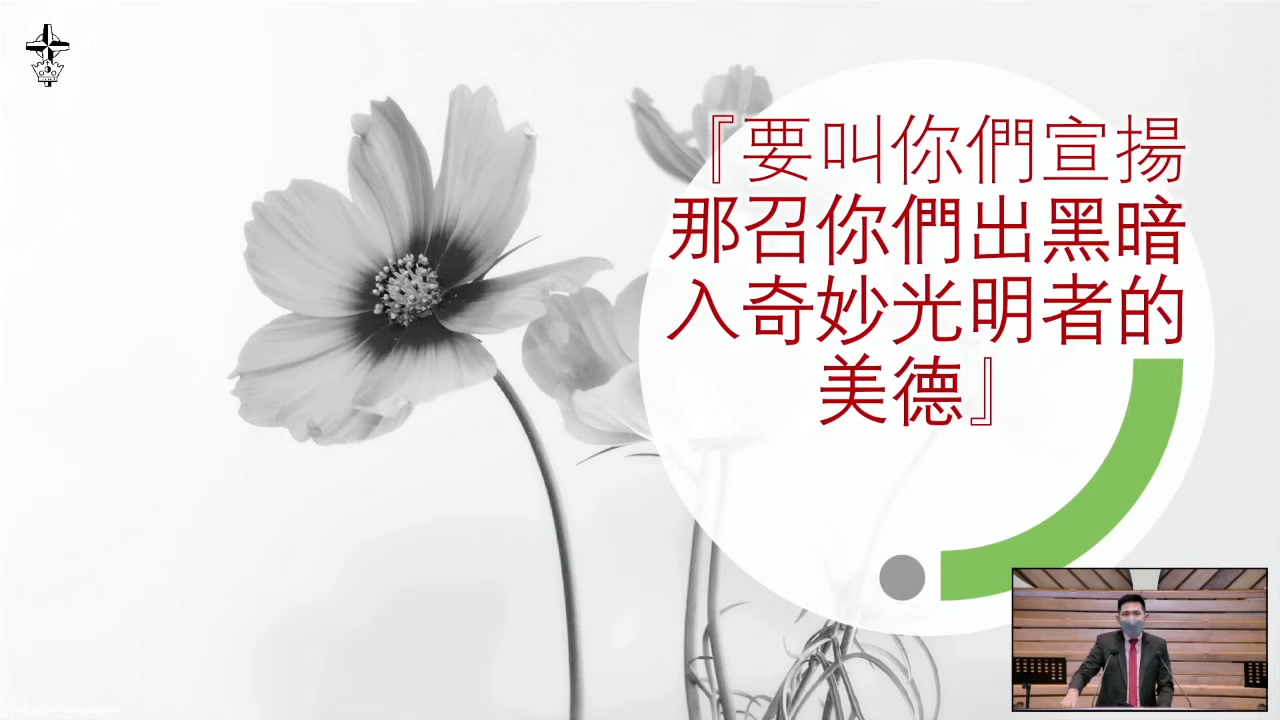 『要叫你們宣揚
那召你們出黑暗
入奇妙光明者的
美德』